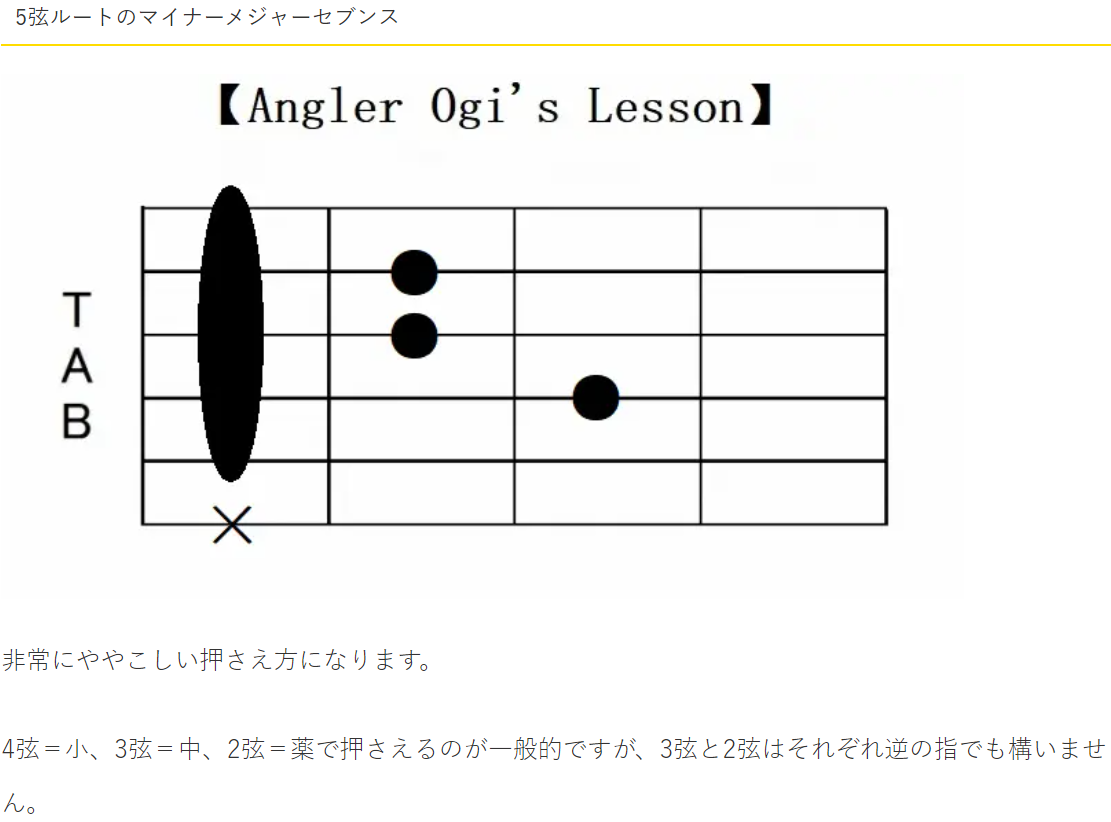 5弦ルートのマイナーメジャーセブンス
【Angler Ogi's Lesson】
T
A
B
非常にややこしい押さえ方になります。
4弦＝小、3弦＝中、2弦＝薬で押さえるのが一般的ですが、3弦と2弦はそれぞれ逆の指でも構いませ
ん。